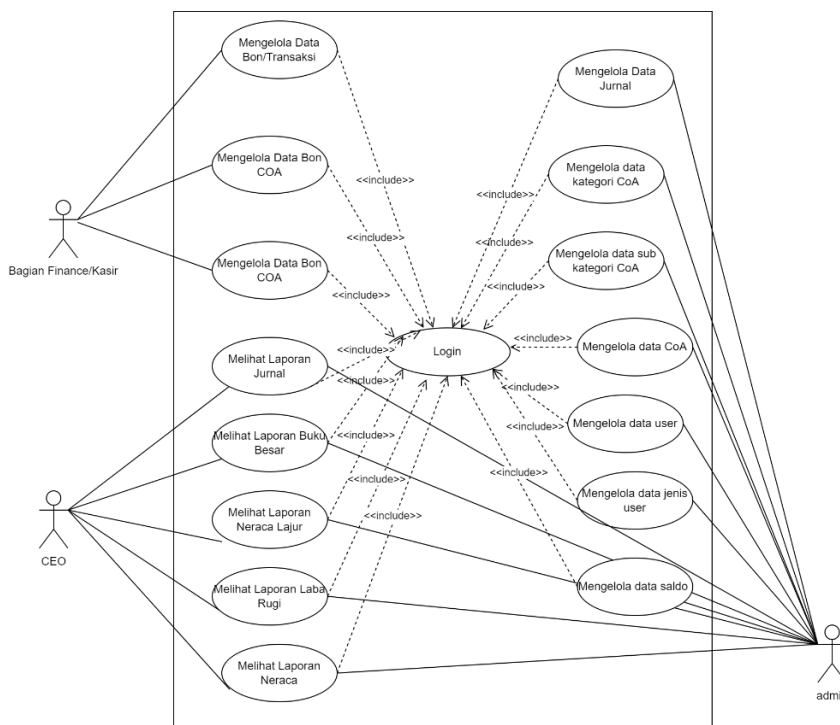 Mengelola Data
Bon/Transaksi
Mengelola Data
Jurnal
Mengelola Data Bon
COA
<<include>>
<<include>>
Mengelola data
kategori CoA
Bagian Finance/Kasir
<<include>>
<<include>>
Mengelola Data Bon
COA
<<include>>
<<include>>
Mengelola data sub
kategori CoA
Login
<<include>>
Mengelola data CoA
Melihat Laporan
Jurnal
<<include>>
<<include>>
<<include>>
Mengelola data user
Melihat Laporan Buku
Besar
<<include>>
<<include>>
<<include>>
Mengelola data jenis
user
CEO
Melihat Laporan
Neraca Lajur
<<include>>
<<include>>
Melihat Laporan Laba
Rugi
Mengelola data saldo
Melihat Laporan
Neraca
admi